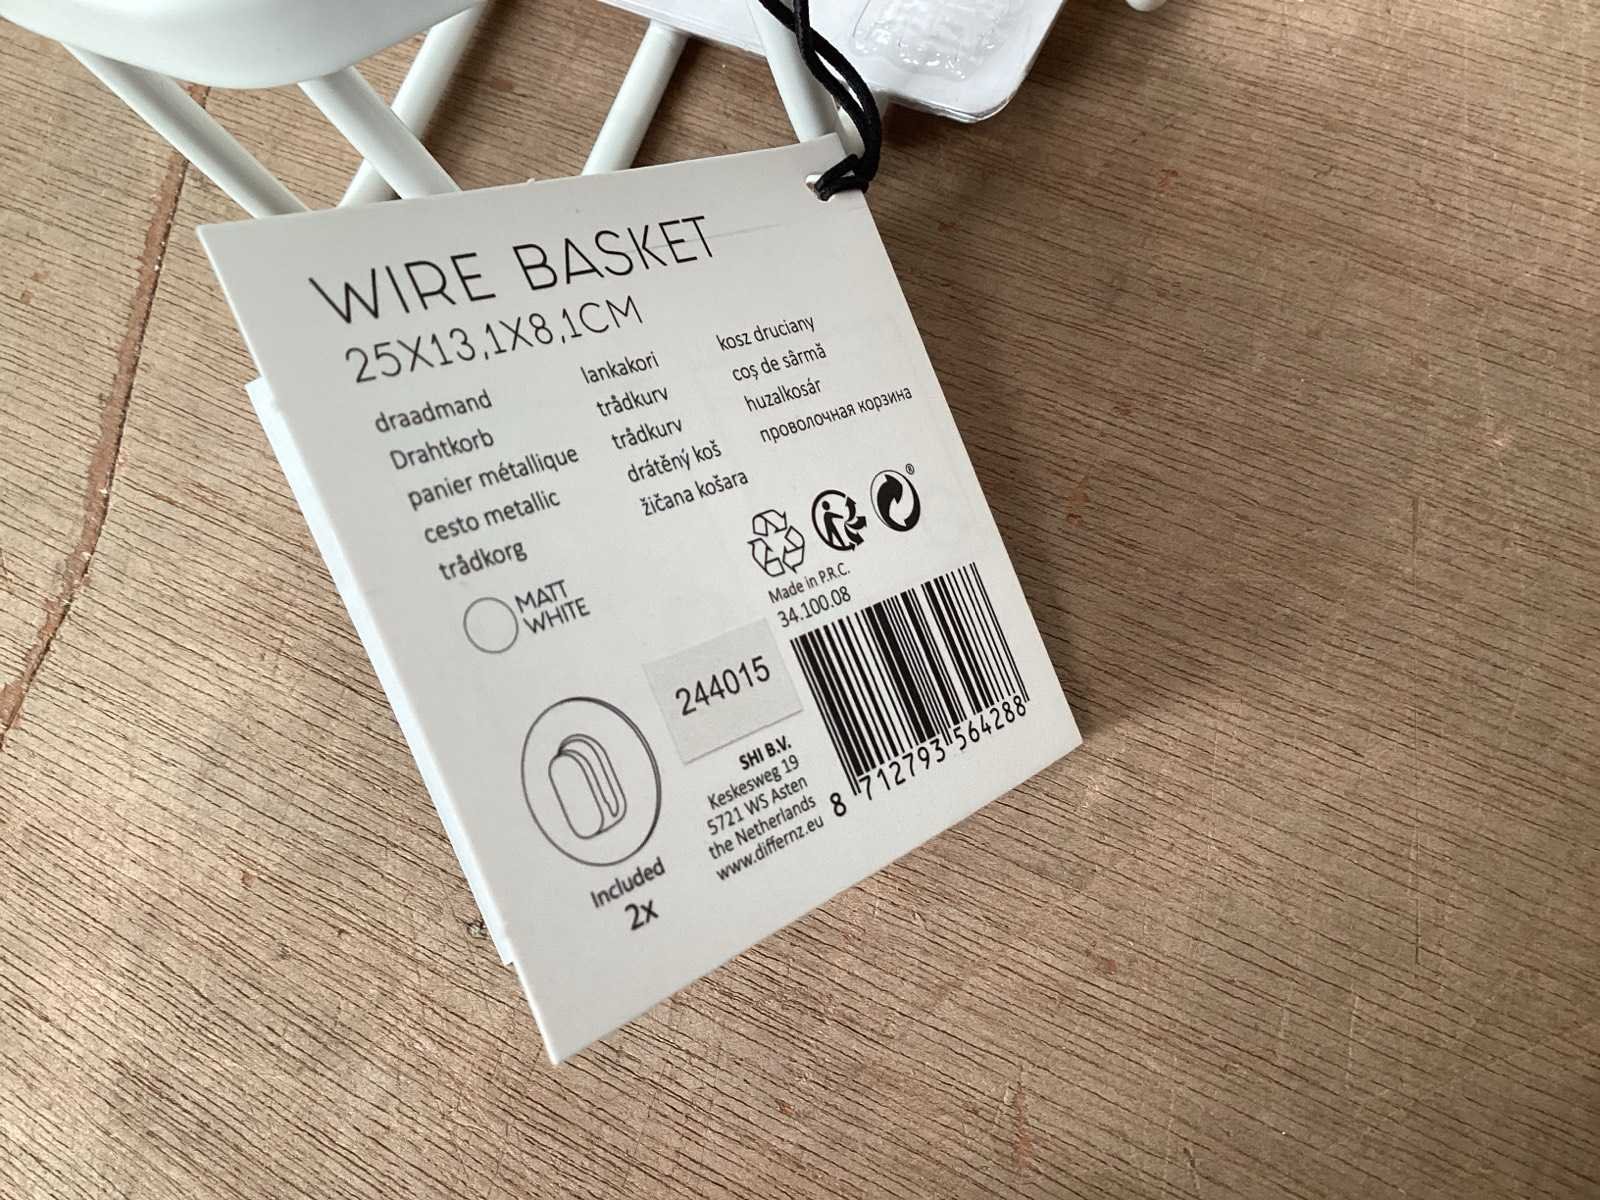 WIRE BASKET
25X13,1X8,1CM
draadmand
Drahtkorb
panier métallique
cesto metallic
trådkorg
lankakori
trådkurv
trådkurv
drátěný koš
žičana košara
kosz druciany
coş de sârmă
huzalkosár
проволочная корзина
MATT
WHITE
®
Made in P.R.C.
34.100.08
244015
SHI B.V.
Keskesweg 19
5721 WS Asten
the Netherlands
www.differnz.eu
8 712793 564288
Included
2x